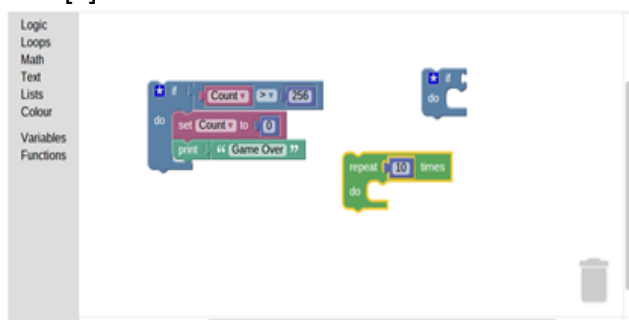 Logic
Loops
Math
Text
Lists
Colour
Variables
Functions
if Count > 256
do set Count to 0
print “ Game Over ”
if
do
repeat 10 times
do